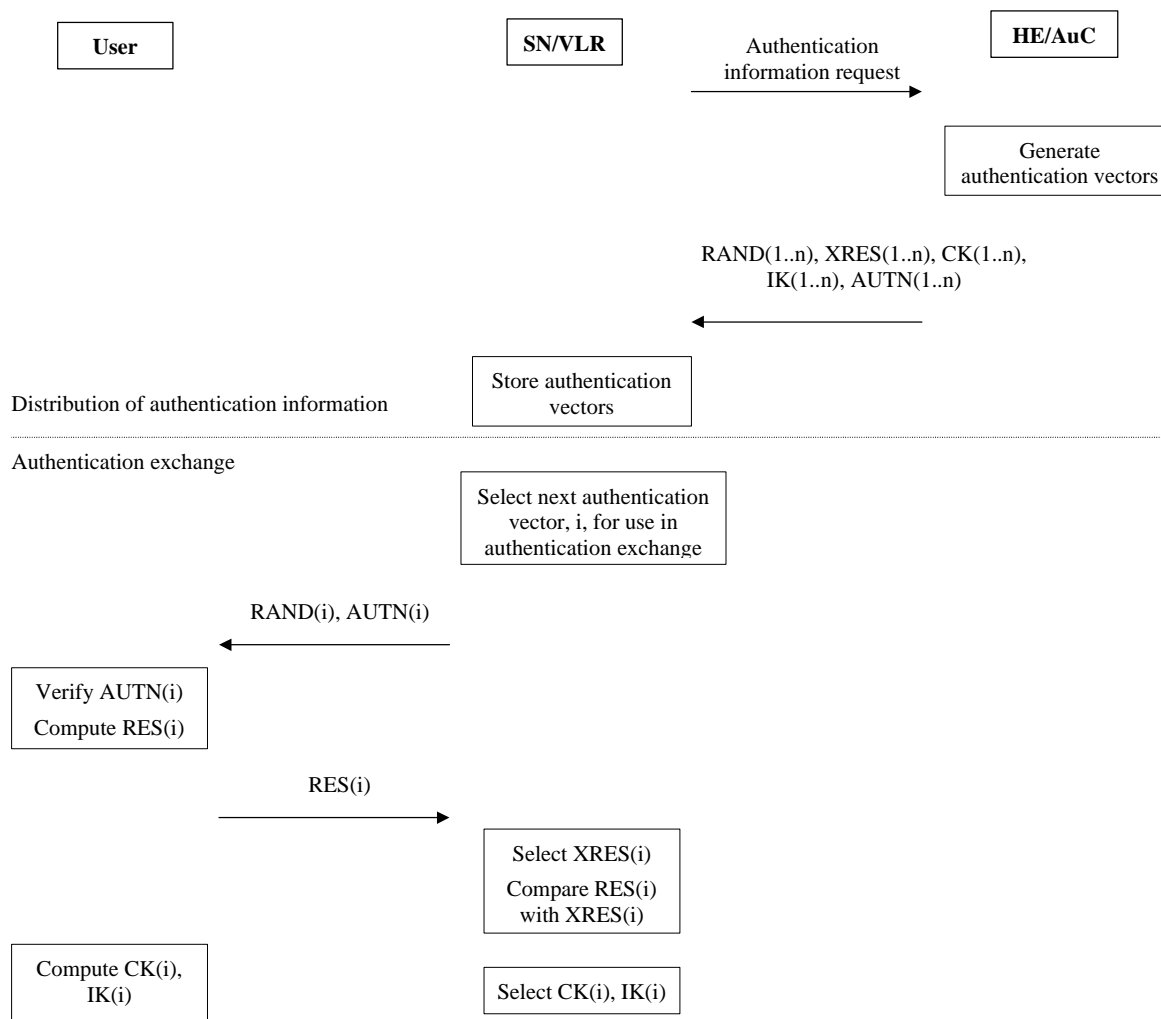 User
SN/VLR
HE/AuC
Authentication
information request
Generate
authentication vectors
RAND(1..n), XRES(1..n), CK(1..n),
IK(1..n), AUTN(1..n)
Store authentication
vectors
Distribution of authentication information
Authentication exchange
Select next authentication
vector, i, for use in
authentication exchange
RAND(i), AUTN(i)
Verify AUTN(i)
Compute RES(i)
RES(i)
Select XRES(i)
Compare RES(i)
with XRES(i)
Compute CK(i),
IK(i)
Select CK(i), IK(i)